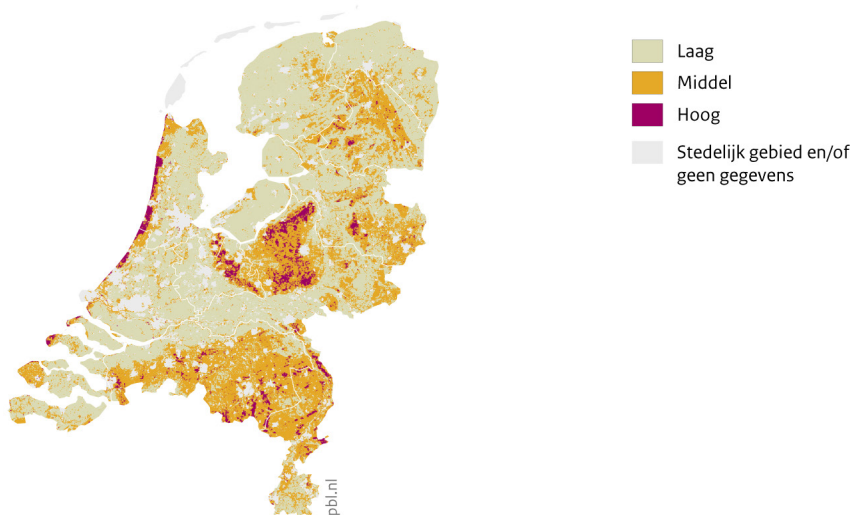 Laag
Middel
Hoog
Stedelijk gebied en/of
geen gegevens
pbl.nl